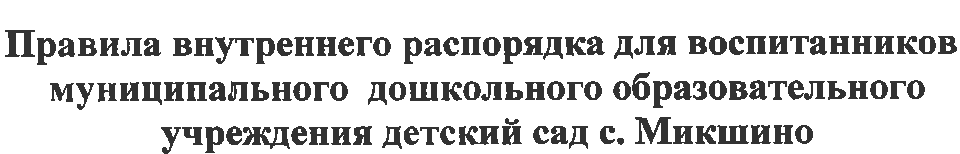 Правила внутреннего распорядка для воспитанников
муниципального дошкольного образовательного
учреждения детский сад с. Микшино